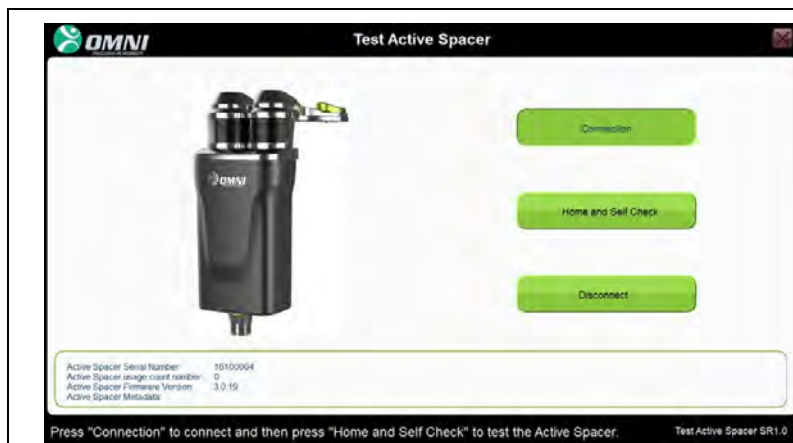 OMNI
Test Active Spacer
OMNI
Connection
Home and Self Check
Disconnect
Active Spacer Serial Number: 16100004
Active Spacer usage count number: 0
Active Spacer Firmware Version: 3.0.19
Active Spacer Metadata:
Press "Connection" to connect and then press "Home and Self Check" to test the Active Spacer.
Test Active Spacer SR1.0